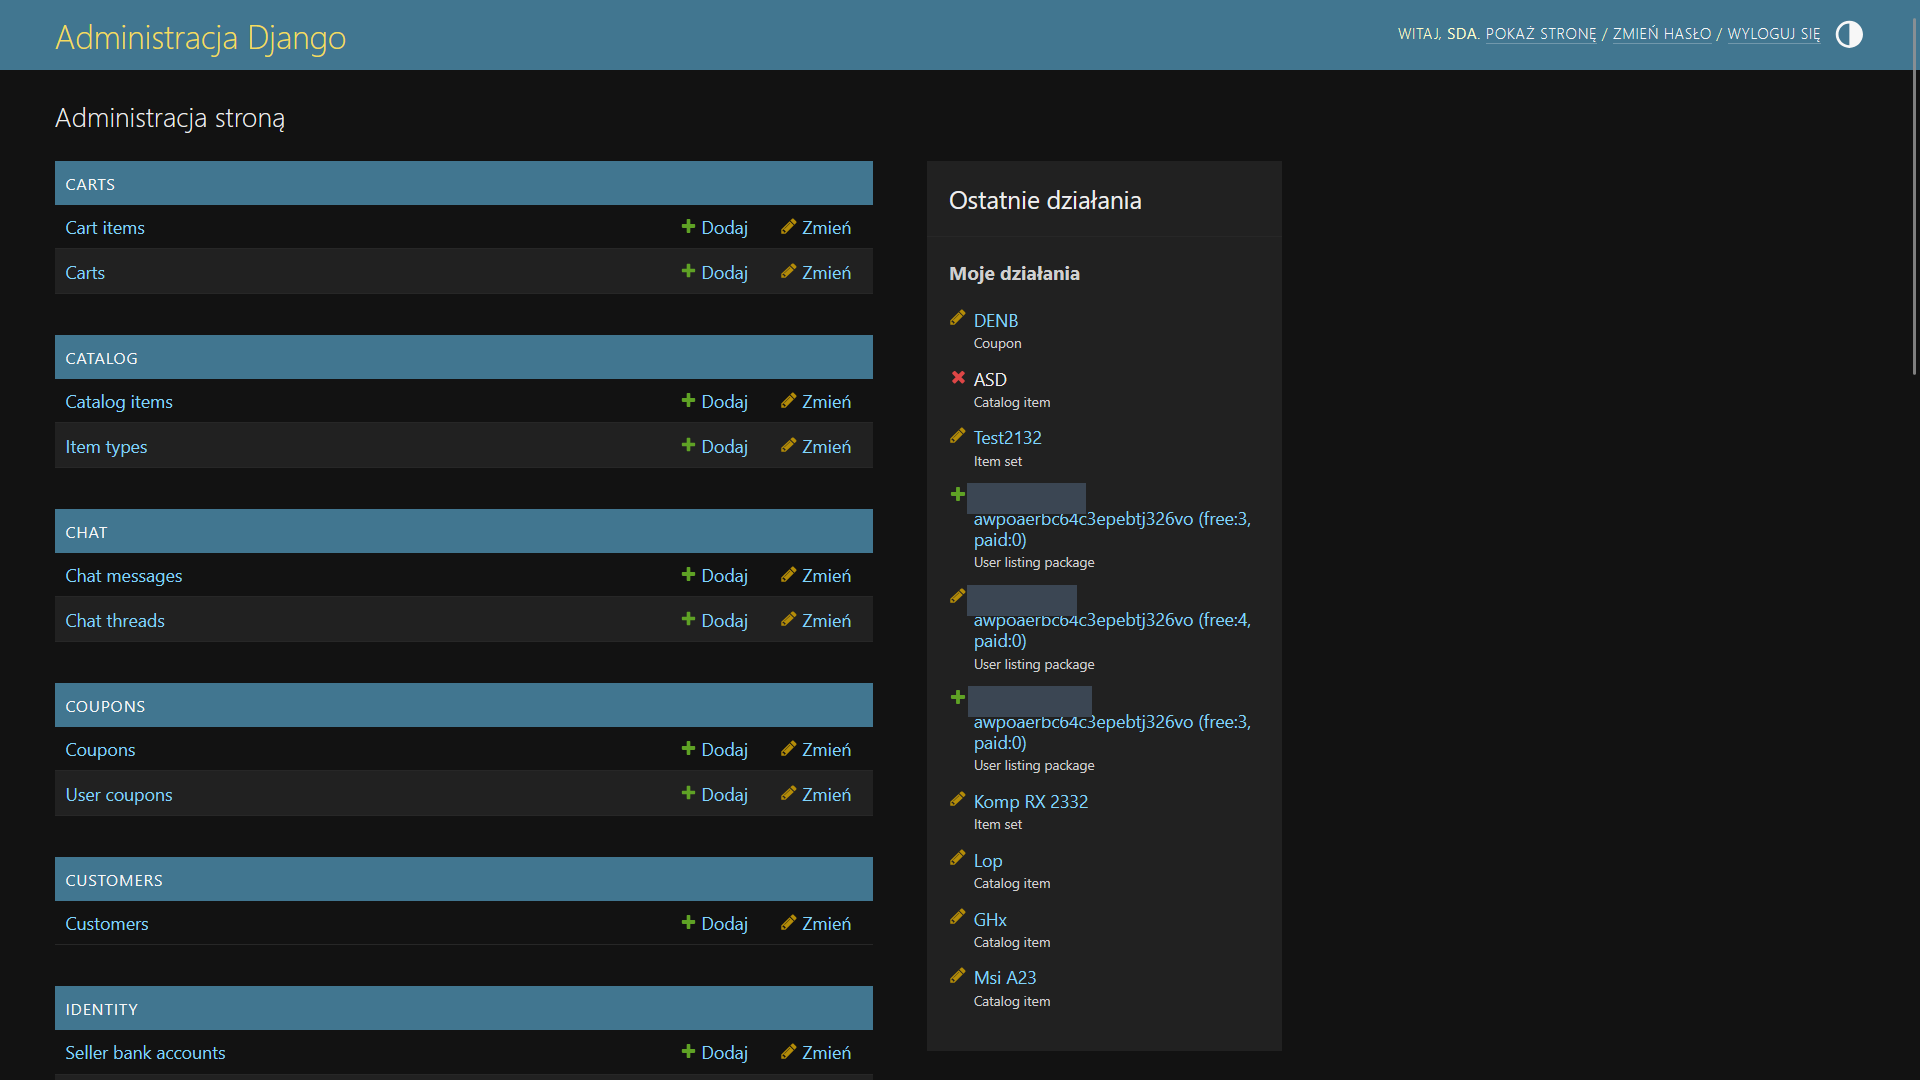 Administracja Django
WITAJ, SDA. POKAŻ STRONĘ / ZMIEŃ HASŁO / WYLOGUJ SIĘ
Administracja stroną
CARTS
Cart items Dodaj Zmień
Carts Dodaj Zmień
CATALOG
Catalog items Dodaj Zmień
Item types Dodaj Zmień
CHAT
Chat messages Dodaj Zmień
Chat threads Dodaj Zmień
COUPONS
Coupons Dodaj Zmień
User coupons Dodaj Zmień
CUSTOMERS
Customers Dodaj Zmień
IDENTITY
Seller bank accounts Dodaj Zmień
Ostatnie działania
Moje działania
DENB
Coupon
ASD
Catalog item
Test2132
Item set
awpoaerbc64c3epebtj326vo (free:3,
paid:0)
User listing package
awpoaerbc64c3epebtj326vo (free:4,
paid:0)
User listing package
awpoaerbc64c3epebtj326vo (free:3,
paid:0)
User listing package
Komp RX 2332
Item set
Lop
Catalog item
GHx
Catalog item
Msi A23
Catalog item